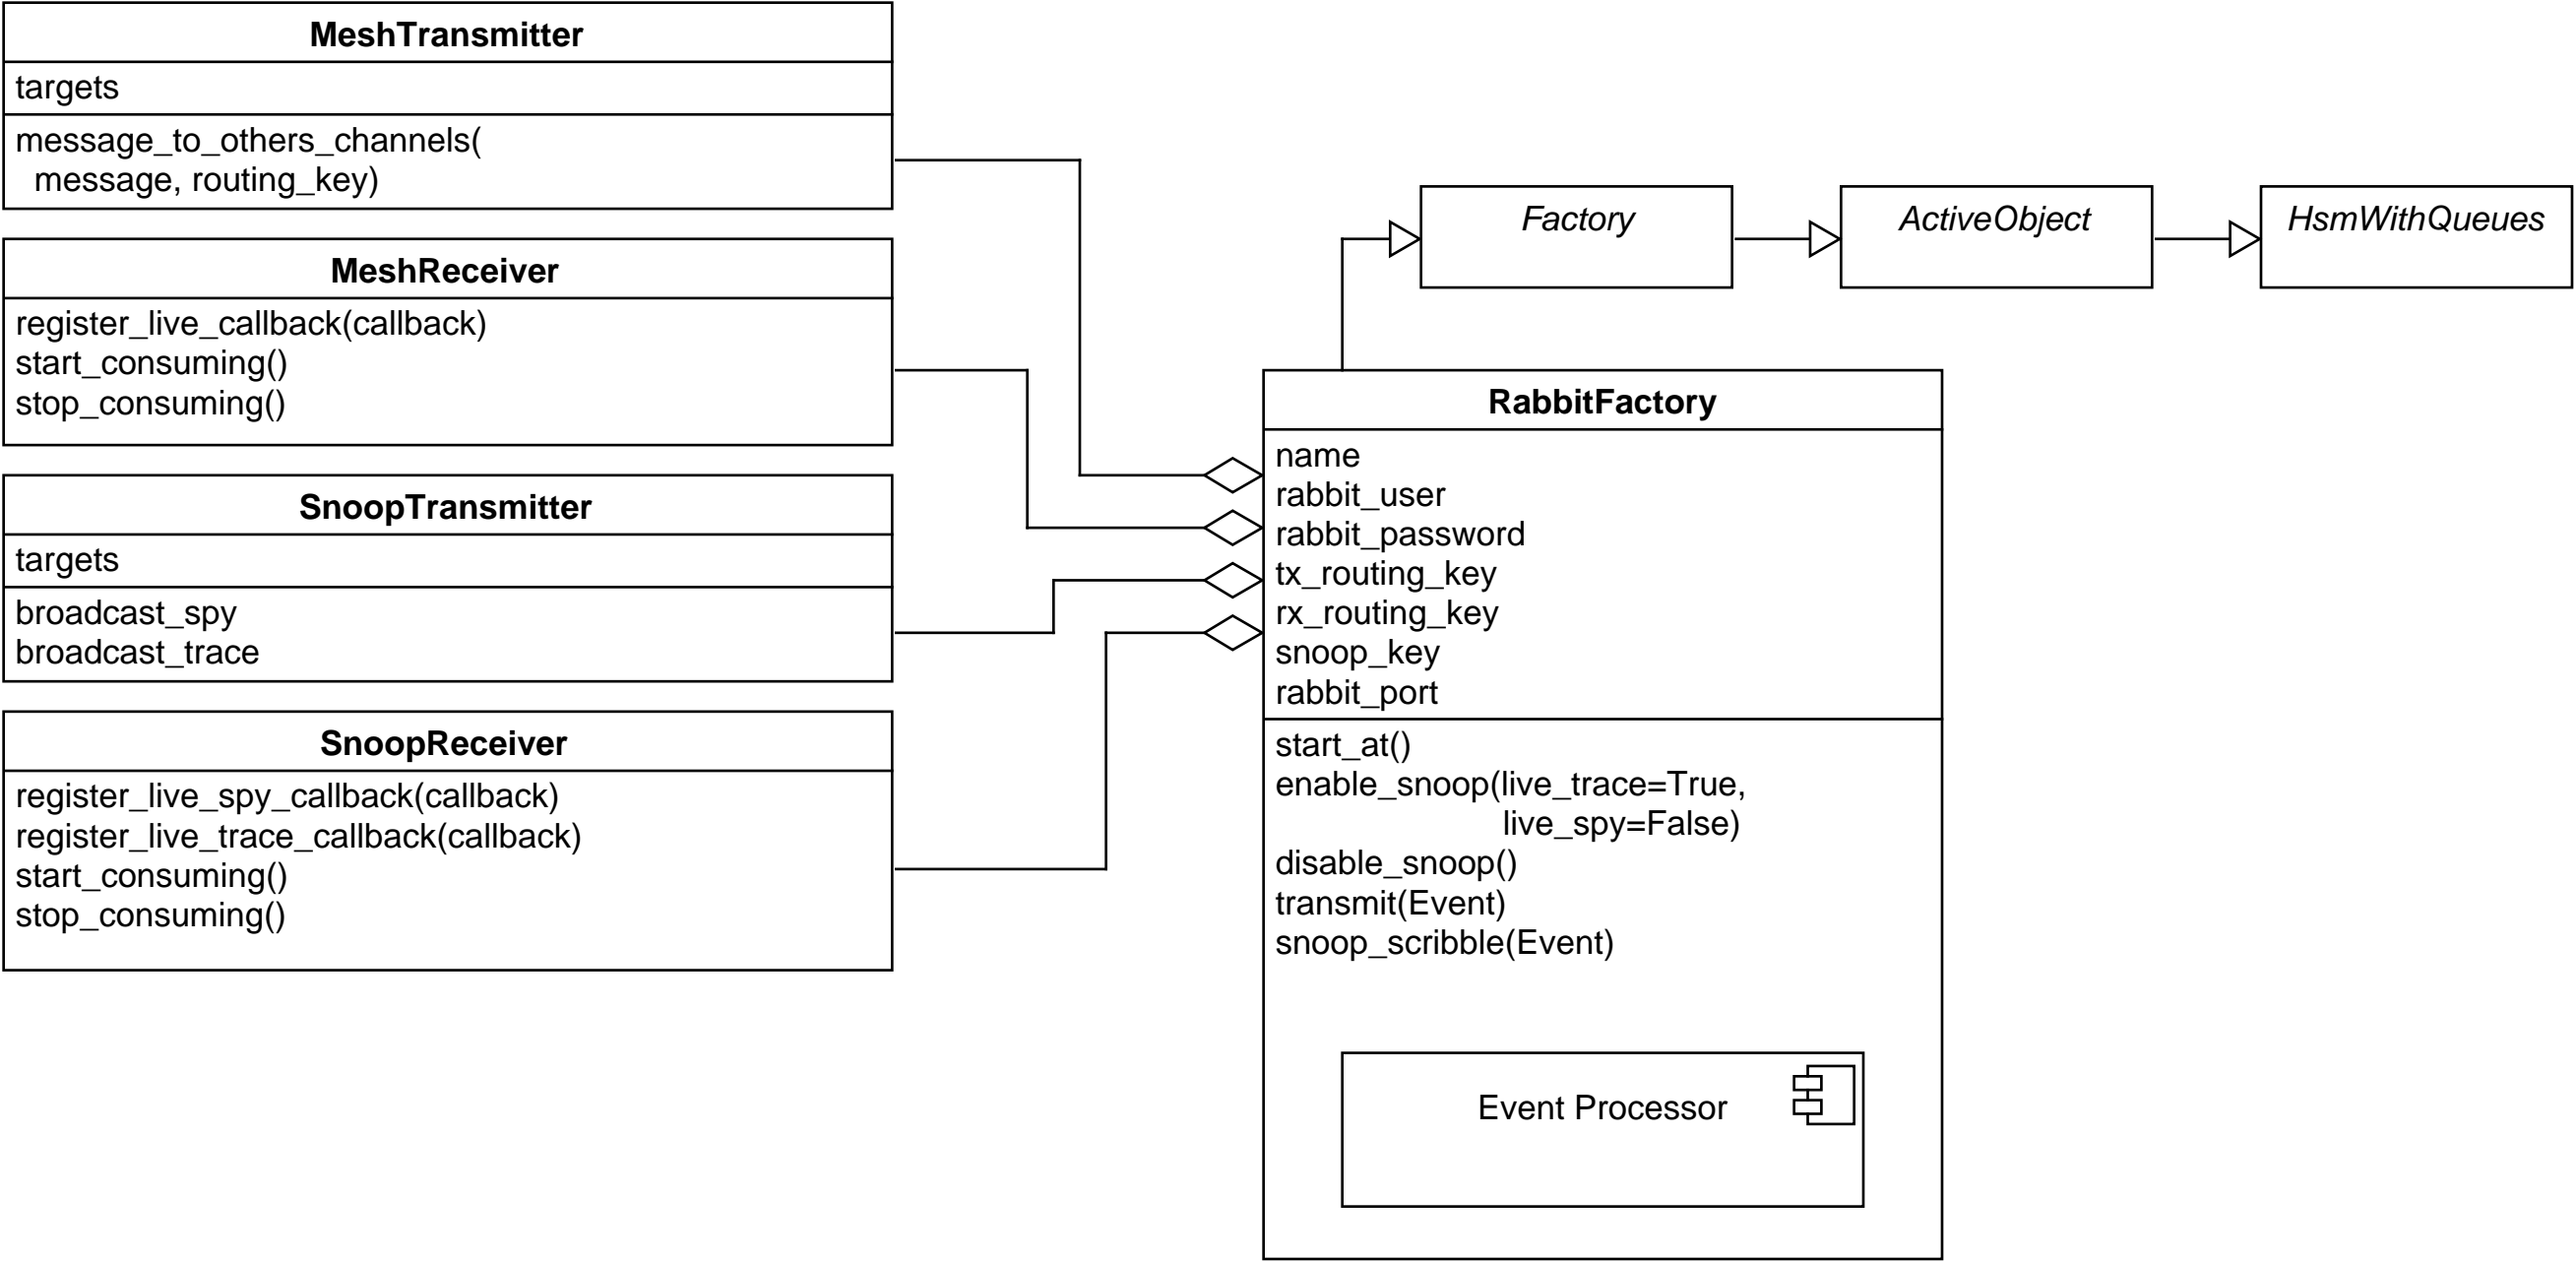 MeshTransmitter
targets
message_to_others_channels(
message, routing_key)
MeshReceiver
register_live_callback(callback)
start_consuming()
stop_consuming()
SnoopTransmitter
targets
broadcast_spy
broadcast_trace
SnoopReceiver
register_live_spy_callback(callback)
register_live_trace_callback(callback)
start_consuming()
stop_consuming()
Factory
ActiveObject
HsmWithQueues
RabbitFactory
name
rabbit_user
rabbit_password
tx_routing_key
rx_routing_key
snoop_key
rabbit_port
start_at()
enable_snoop(live_trace=True,
live_spy=False)
disable_snoop()
transmit(Event)
snoop_scribble(Event)
Event Processor